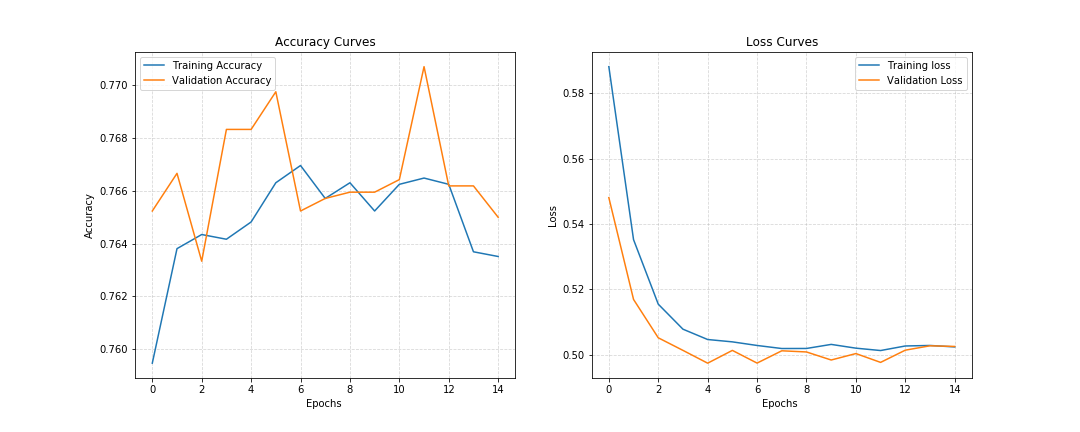 Accuracy Curves
Training Accuracy
Validation Accuracy
0.770
0.768
0.766
0.764
0.762
0.760
Accuracy
0 2 4 6 8 10 12 14
Epochs
Loss Curves
Training loss
Validation Loss
0.58
0.56
0.54
0.52
0.50
Loss
0 2 4 6 8 10 12 14
Epochs